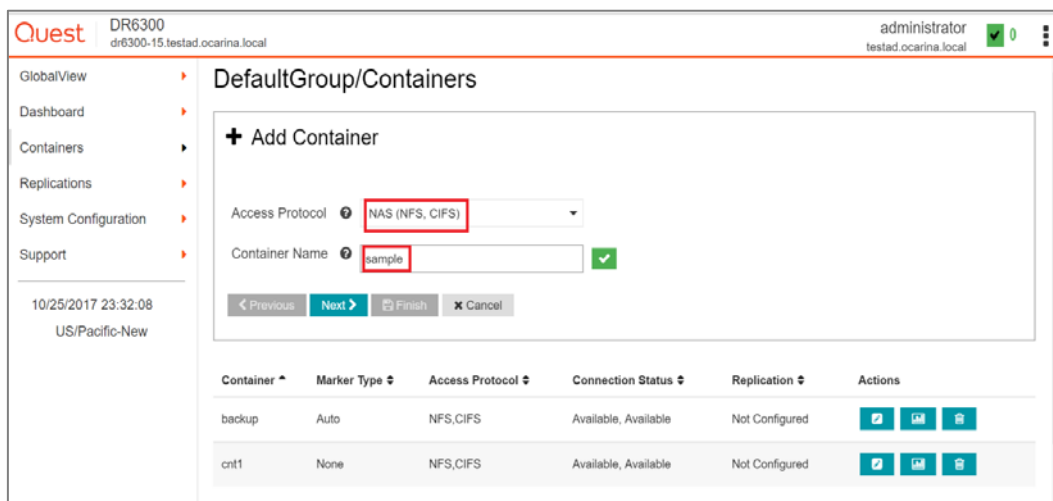 Quest
DR6300
dr6300-15.testad.ocarina.local
administrator
testad.ocarina.local
0
GlobalView
Dashboard
Containers
Replications
System Configuration
Support
10/25/2017 23:32:08
US/Pacific-New
DefaultGroup/Containers
Add Container
Access Protocol NAS (NFS, CIFS)
Container Name sample
Previous Next Finish Cancel
Container Marker Type Access Protocol Connection Status Replication Actions
backup Auto NFS,CIFS Available, Available Not Configured
cnt1 None NFS,CIFS Available, Available Not Configured